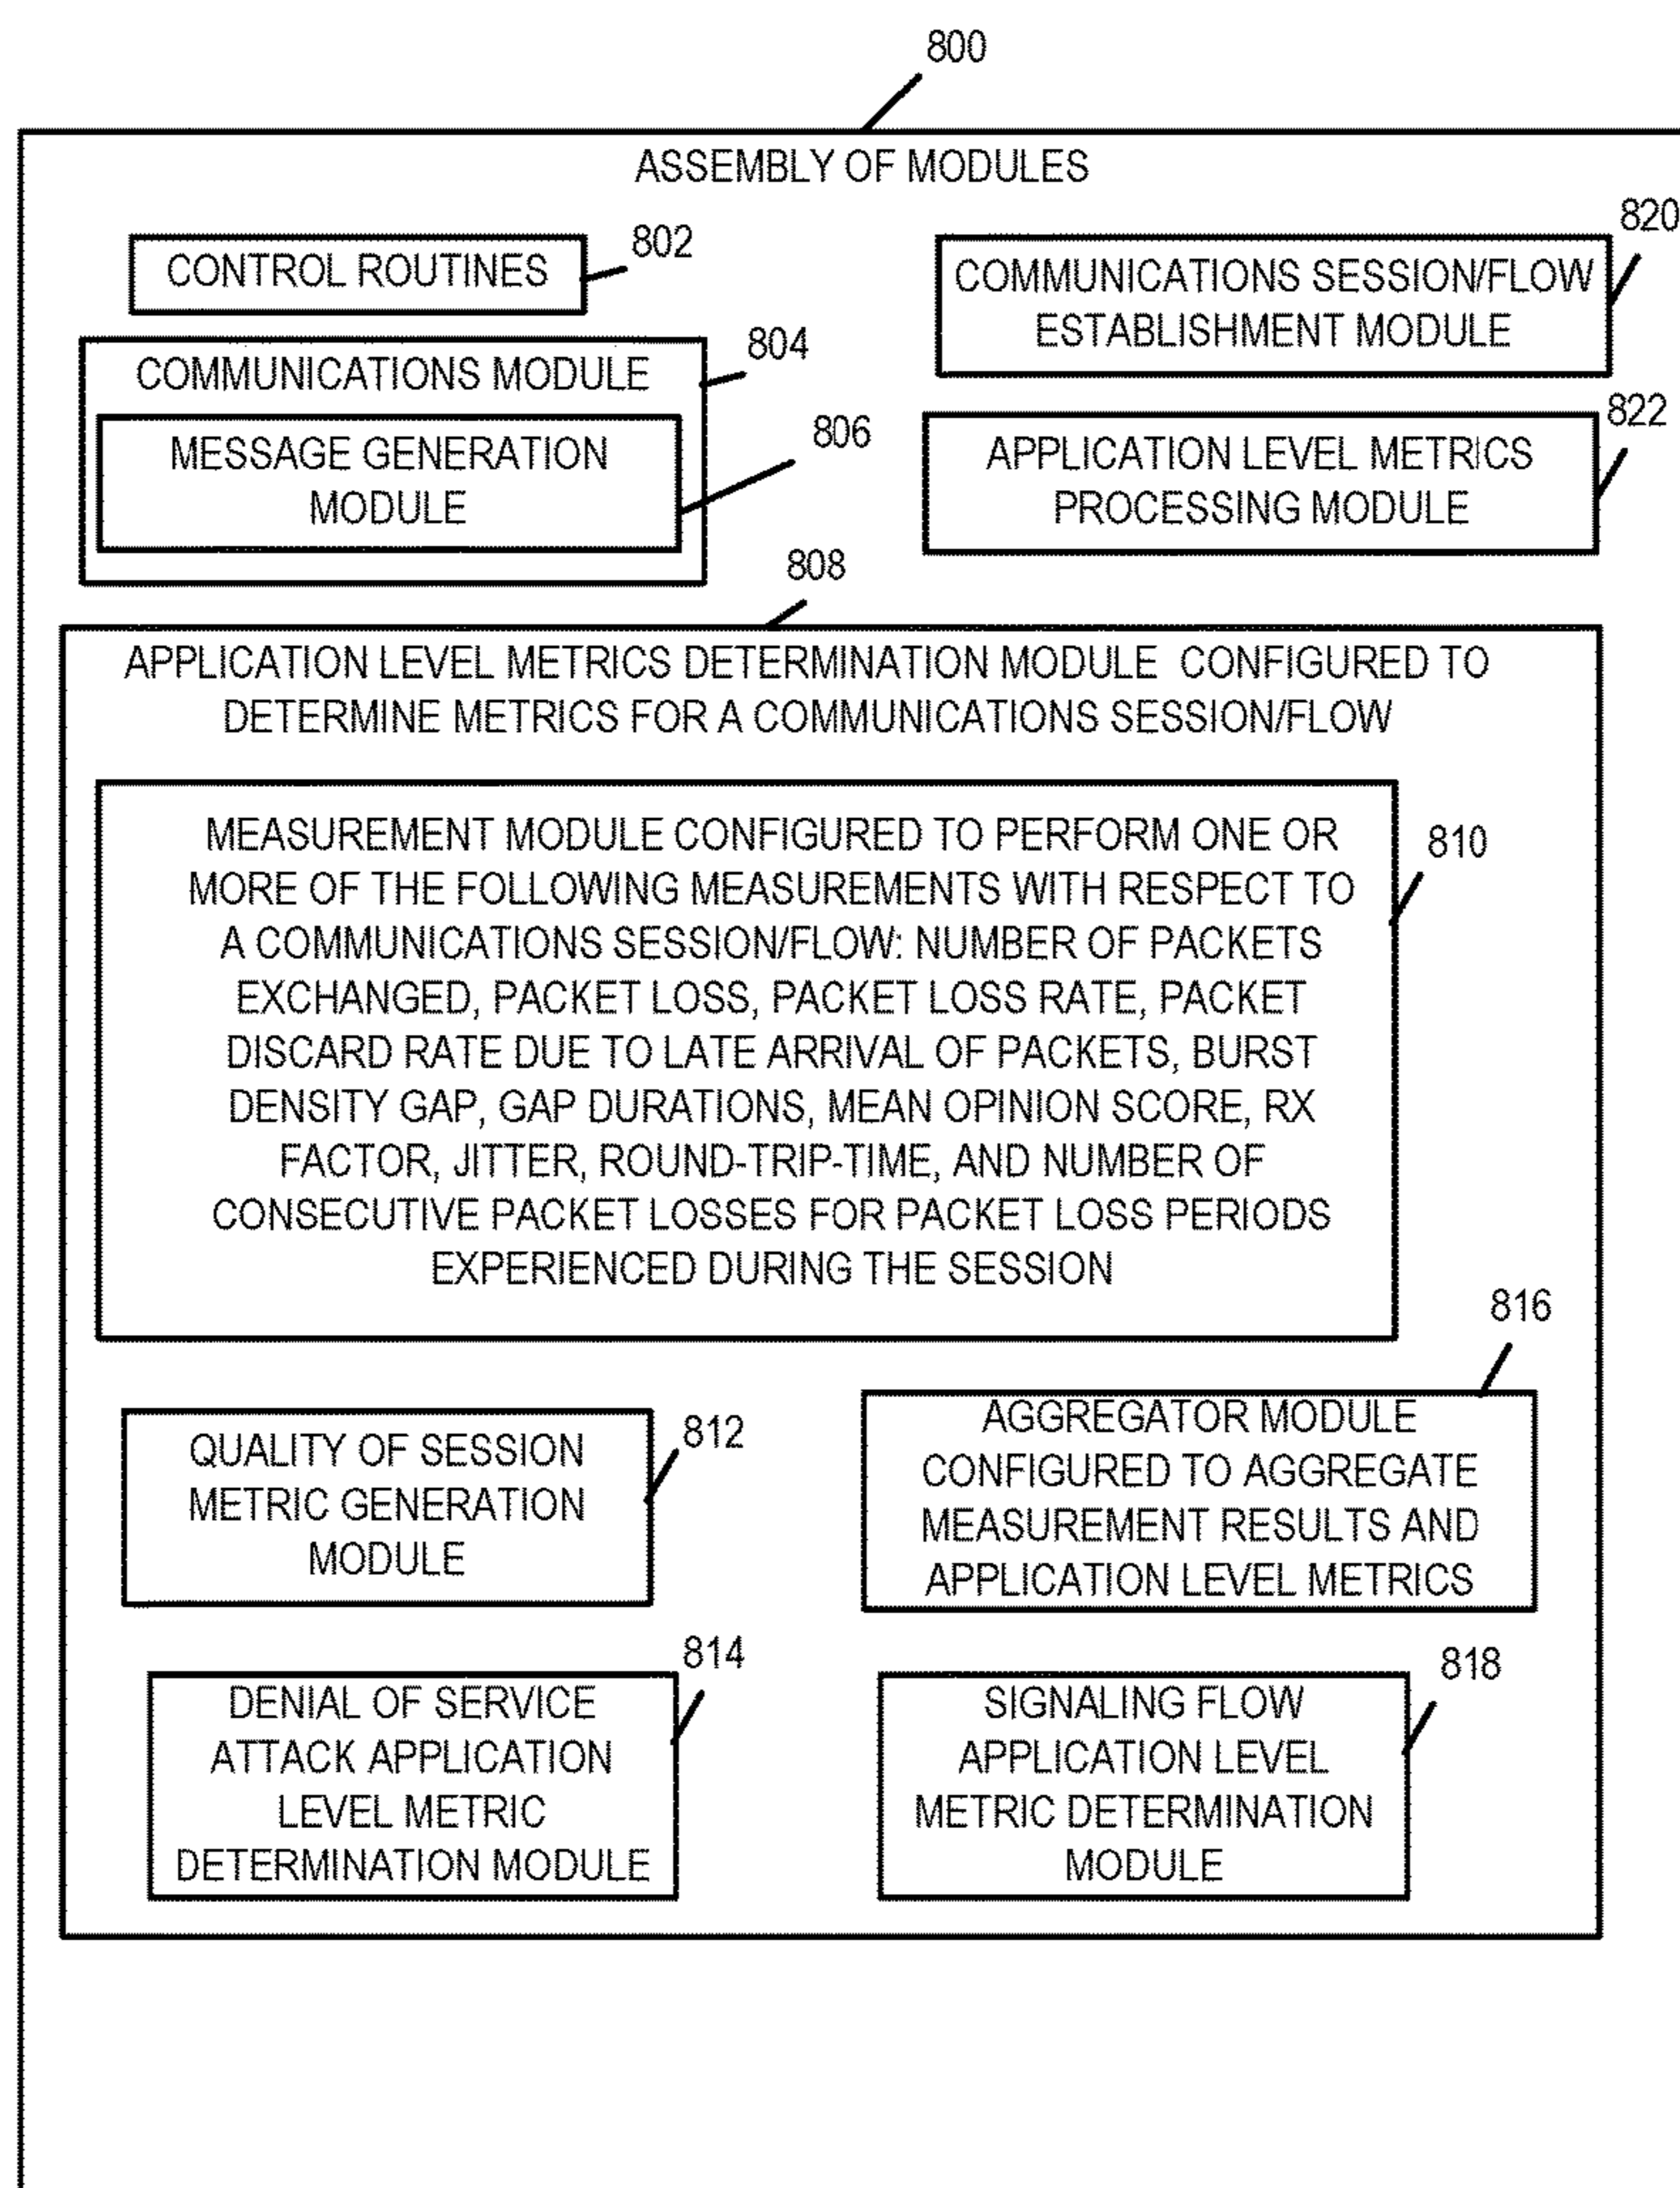 800
ASSEMBLY OF MODULES
CONTROL ROUTINES
802
COMMUNICATIONS MODULE
804
MESSAGE GENERATION
MODULE
806
820
COMMUNICATIONS SESSION/FLOW
ESTABLISHMENT MODULE
822
APPLICATION LEVEL METRICS
PROCESSING MODULE
808
APPLICATION LEVEL METRICS DETERMINATION MODULE CONFIGURED TO
DETERMINE METRICS FOR A COMMUNICATIONS SESSION/FLOW
MEASUREMENT MODULE CONFIGURED TO PERFORM ONE OR
MORE OF THE FOLLOWING MEASUREMENTS WITH RESPECT TO
A COMMUNICATIONS SESSION/FLOW: NUMBER OF PACKETS
EXCHANGED, PACKET LOSS, PACKET LOSS RATE, PACKET
DISCARD RATE DUE TO LATE ARRIVAL OF PACKETS, BURST
DENSITY GAP, GAP DURATIONS, MEAN OPINION SCORE, RX
FACTOR, JITTER, ROUND-TRIP-TIME, AND NUMBER OF
CONSECUTIVE PACKET LOSSES FOR PACKET LOSS PERIODS
EXPERIENCED DURING THE SESSION
810
QUALITY OF SESSION
METRIC GENERATION
MODULE
812
816
AGGREGATOR MODULE
CONFIGURED TO AGGREGATE
MEASUREMENT RESULTS AND
APPLICATION LEVEL METRICS
814
DENIAL OF SERVICE
ATTACK APPLICATION
LEVEL METRIC
DETERMINATION MODULE
818
SIGNALING FLOW
APPLICATION LEVEL
METRIC DETERMINATION
MODULE